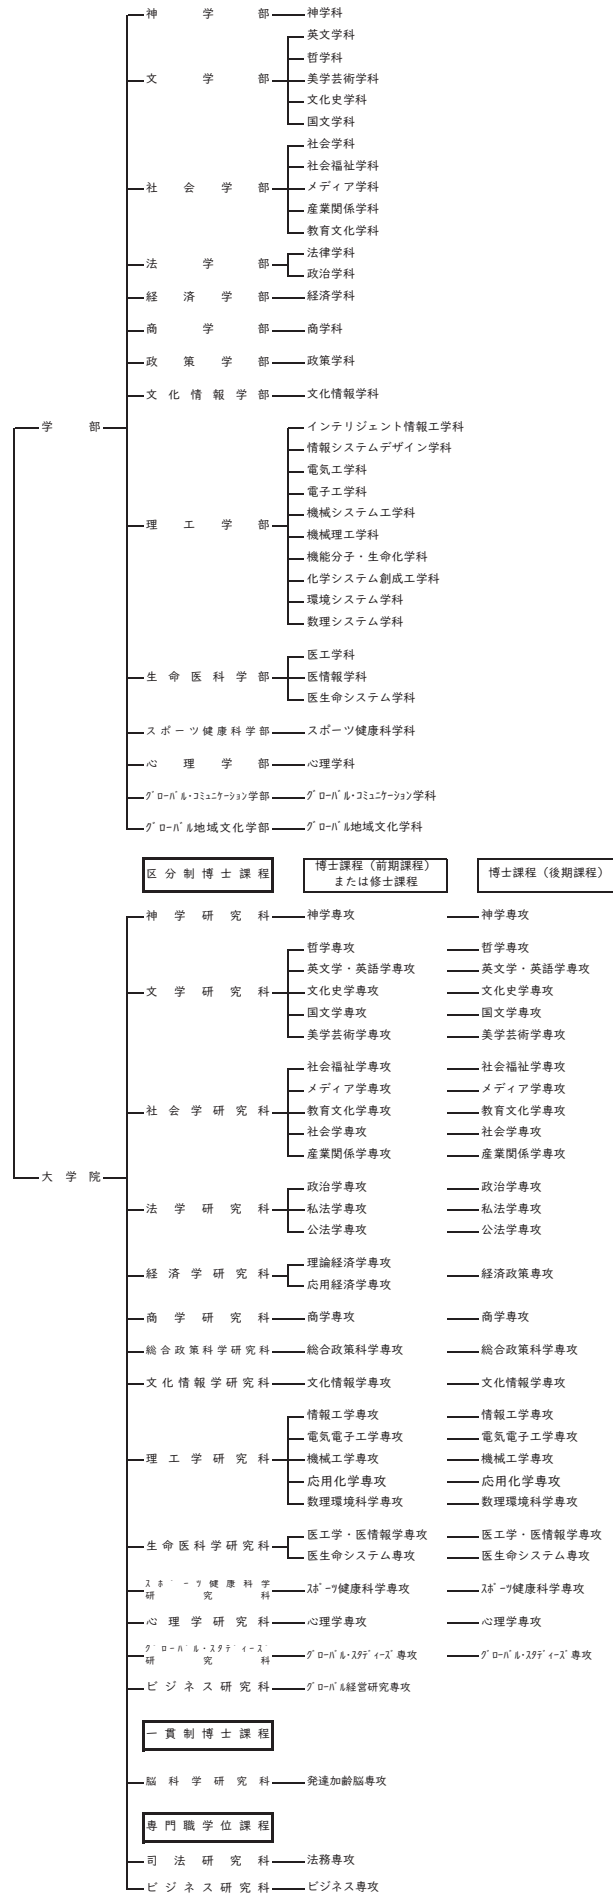 神学部 神学科
英文学科
哲学科
文学部 美学芸術学科
文化史学科
国文学科
社会学科
社会福祉学科
社会学部 メディア学科
産業関係学科
教育文化学科
法律学科
法学部
政治学科
経済学部 経済学科
商学部 商学科
政策学部 政策学科
文化情報学部 文化情報学科
学部 インテリジェント情報工学科
情報システムデザイン学科
電気工学科
電子工学科
機械システム工学科
理工学部
機械理工学科
機能分子・生命化学科
化学システム創成工学科
環境システム学科
数理システム学科
医工学科
生命医科学部 医情報学科
医生命システム学科
スポーツ健康科学部 スポーツ健康科学科
心理学部 心理学科
グローバル・コミュニケーション学部 グローバル・コミュニケーション学科
グローバル地域文化学部 グローバル地域文化学科
区分制博士課程 博士課程（前期課程） 博士課程（後期課程）
または修士課程
神学研究科 神学専攻 神学専攻
哲学専攻 哲学専攻
英文学・英語学専攻 英文学・英語学専攻
文学研究科 文化史学専攻 文化史学専攻
国文学専攻 国文学専攻
美学芸術学専攻 美学芸術学専攻
社会福祉学専攻 社会福祉学専攻
メディア学専攻 メディア学専攻
社会学研究科 教育文化学専攻 教育文化学専攻
社会学専攻 社会学専攻
産業関係学専攻 産業関係学専攻
大学院
政治学専攻 政治学専攻
法学研究科 私法学専攻 私法学専攻
公法学専攻 公法学専攻
理論経済学専攻
経済学研究科 経済政策専攻
応用経済学専攻
商学研究科 商学専攻 商学専攻
総合政策科学研究科 総合政策科学専攻 総合政策科学専攻
文化情報学研究科 文化情報学専攻 文化情報学専攻
情報工学専攻 情報工学専攻
電気電子工学専攻 電気電子工学専攻
理工学研究科 機械工学専攻 機械工学専攻
応用化学専攻 応用化学専攻
数理環境科学専攻 数理環境科学専攻
医工学・医情報学専攻 医工学・医情報学専攻
生命医科学研究科
医生命システム専攻 医生命システム専攻
スポーツ健康科学
研究科 スポーツ健康科学専攻 スポーツ健康科学専攻
心理学研究科 心理学専攻 心理学専攻
グローバル・スタディーズ
研究科 グローバル・スタディーズ専攻 グローバル・スタディーズ専攻
ビジネス研究科 グローバル経営研究専攻
一貫制博士課程
脳科学研究科 発達加齢脳専攻
専門職学位課程
司法研究科 法務専攻
ビジネス研究科 ビジネス専攻